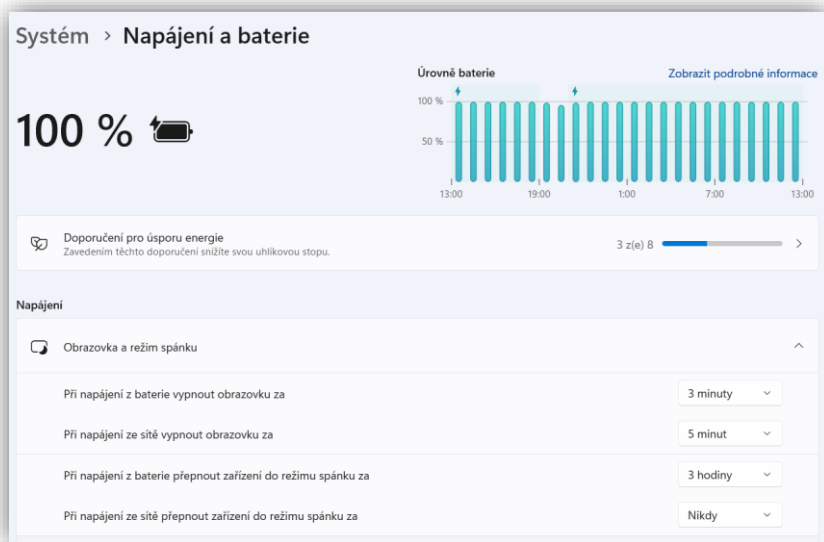 Systém > Napájení a baterie
100 %
Úrovně baterie
Zobrazit podrobné informace
100 %
50 %
13:00 19:00 1:00 7:00 13:00
Doporučení pro úsporu energie
Zavedením těchto doporučení snížíte svou uhlíkovou stopu.
3 z(e) 8
Napájení
Obrazovka a režim spánku
Při napájení z baterie vypnout obrazovku za
3 minuty
Při napájení ze sítě vypnout obrazovku za
5 minut
Při napájení z baterie přepnout zařízení do režimu spánku za
3 hodiny
Při napájení ze sítě přepnout zařízení do režimu spánku za
Nikdy